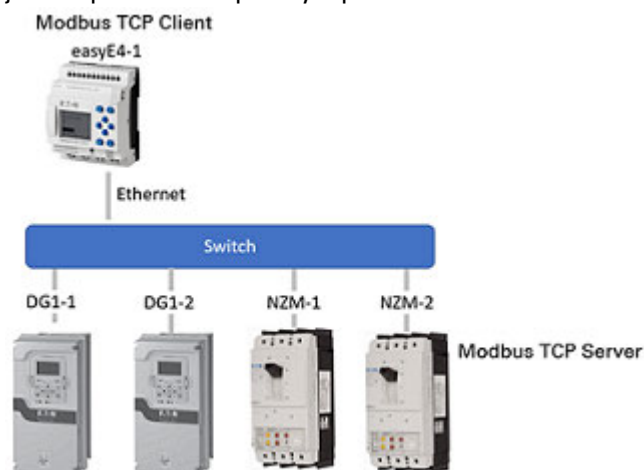 Modbus TCP Client
easyE4-1
Ethernet
Switch
DG1-1
DG1-2
NZM-1
NZM-2
Modbus TCP Server